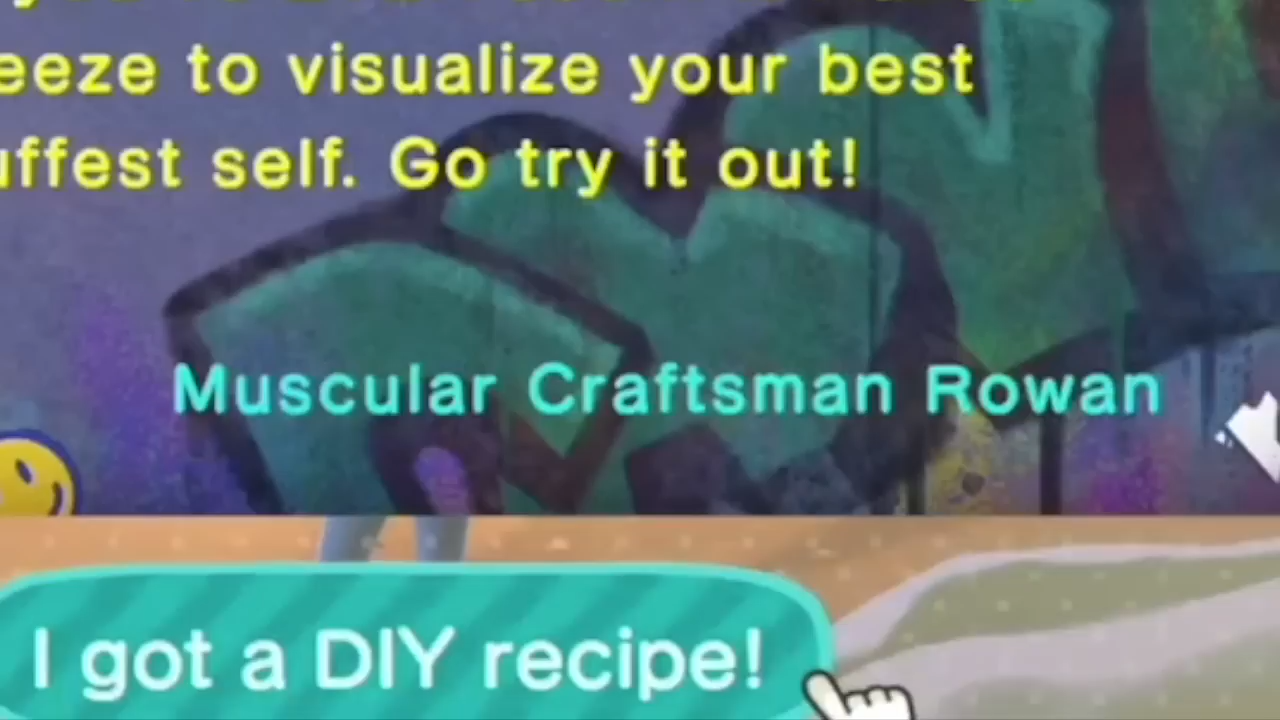 eeze to visualize your best
uffest self. Go try it out!
Muscular Craftsman Rowan
I got a DIY recipe!